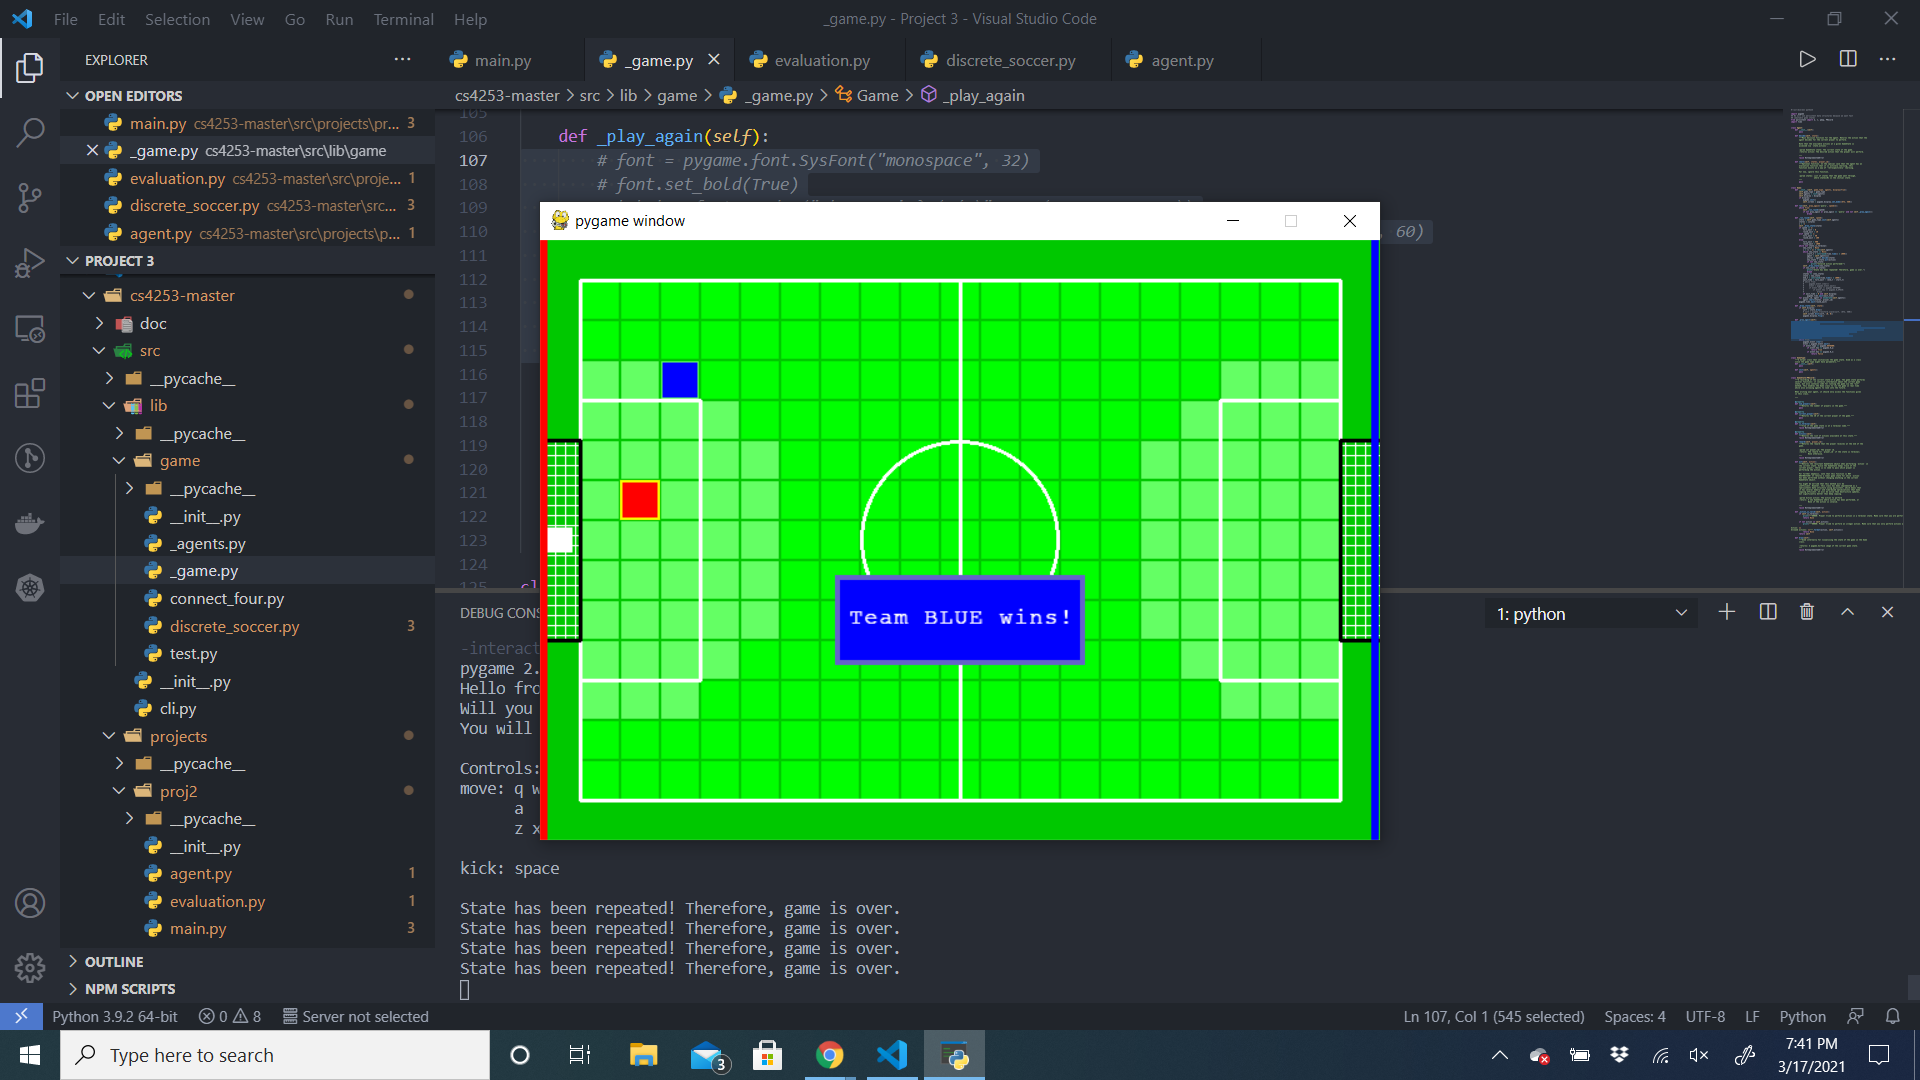 File Edit Selection View Go Run Terminal Help
_game.py - Project 3 - Visual Studio Code
EXPLORER
main.py
_game.py
evaluation.py
discrete_soccer.py
agent.py
OPEN EDITORS
main.py cs4253-master\src\projects\pr... 3
_game.py cs4253-master\src\lib\game
evaluation.py cs4253-master\src\proje... 1
discrete_soccer.py cs4253-master\src... 3
agent.py cs4253-master\src\projects\p... 1
PROJECT 3
cs4253-master
doc
src
__pycache__
lib
__pycache__
game
__pycache__
__init__.py
_agents.py
_game.py
connect_four.py
discrete_soccer.py 3
test.py
__init__.py
cli.py
projects
__pycache__
proj2
__pycache__
__init__.py
agent.py 1
evaluation.py 1
main.py 3
OUTLINE
NPM SCRIPTS
cs4253-master > src > lib > game > _game.py > Game > _play_again
105
106 def _play_again(self):
107 # font = pygame.font.SysFont("monospace", 32)
108 # font.set_bold(True)
109
110 , 60)
111
112
113
114
115
116
117
118
119
120
121
122
123
124
125
pygame window
Team BLUE wins!
DEBUG CONS
1: python
-interact
pygame 2.
Hello fro
Will you
You will
Controls:
move: q w
a
z x
kick: space
State has been repeated! Therefore, game is over.
State has been repeated! Therefore, game is over.
State has been repeated! Therefore, game is over.
State has been repeated! Therefore, game is over.
Python 3.9.2 64-bit 0 8 Server not selected
Ln 107, Col 1 (545 selected) Spaces: 4 UTF-8 LF Python
Type here to search
3
7:41 PM
3/17/2021